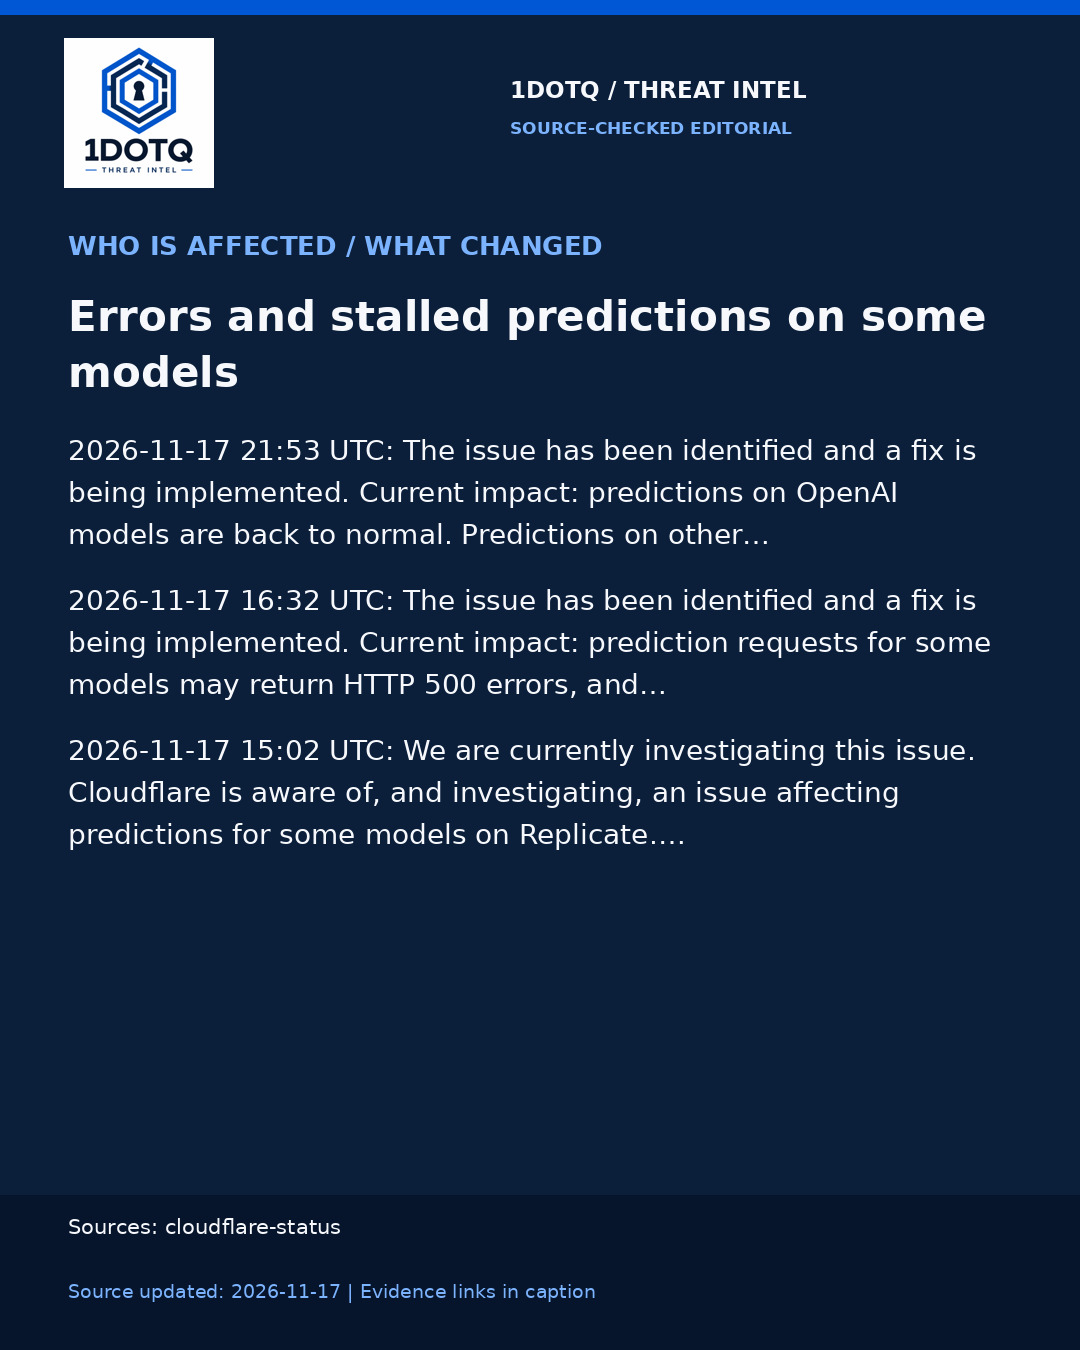 1DOTQ
THREAT INTEL
1DOTQ / THREAT INTEL
SOURCE-CHECKED EDITORIAL
WHO IS AFFECTED / WHAT CHANGED
Errors and stalled predictions on some
models
2026-11-17 21:53 UTC: The issue has been identified and a fix is
being implemented. Current impact: predictions on OpenAI
models are back to normal. Predictions on other…
2026-11-17 16:32 UTC: The issue has been identified and a fix is
being implemented. Current impact: prediction requests for some
models may return HTTP 500 errors, and…
2026-11-17 15:02 UTC: We are currently investigating this issue.
Cloudflare is aware of, and investigating, an issue affecting
predictions for some models on Replicate.…
Sources: cloudflare-status
Source updated: 2026-11-17 | Evidence links in caption